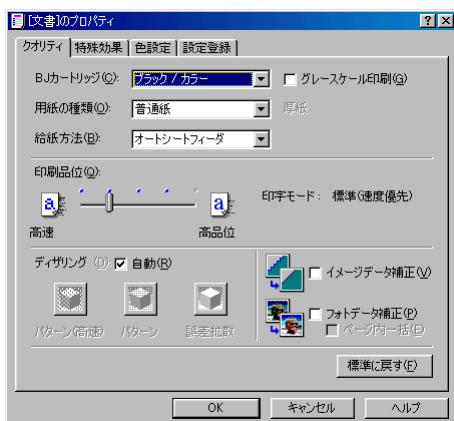 [文書]のプロパティ
クオリティ 特殊効果 色設定 設定登録
BJカートリッジ(C): ブラック / カラー グレースケール印刷(G)
用紙の種類(O): 普通紙 厚紙
給紙方法(B): オートシートフィーダ
印刷品位(Q):
a a 印字モード: 標準(速度優先)
高速 高品位
ディザリング (D): 自動(R)
イメージデータ補正(V)
フォトデータ補正(P)
パターン(高速) パターン 誤差拡散 ページ内一括(E)
標準に戻す(F)
OK キャンセル ヘルプ